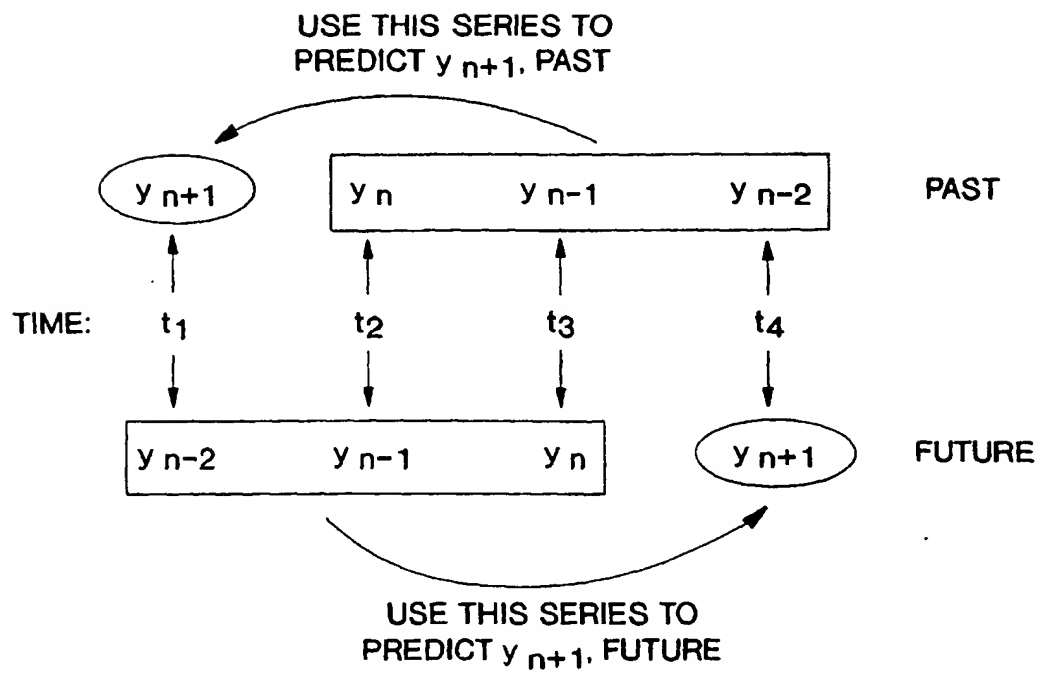 USE THIS SERIES TO
PREDICT y n+1, PAST
y n+1 y n y n-1 y n-2 PAST
TIME: t1 t2 t3 t4
y n-2 y n-1 y n y n+1 FUTURE
USE THIS SERIES TO
PREDICT y n+1, FUTURE